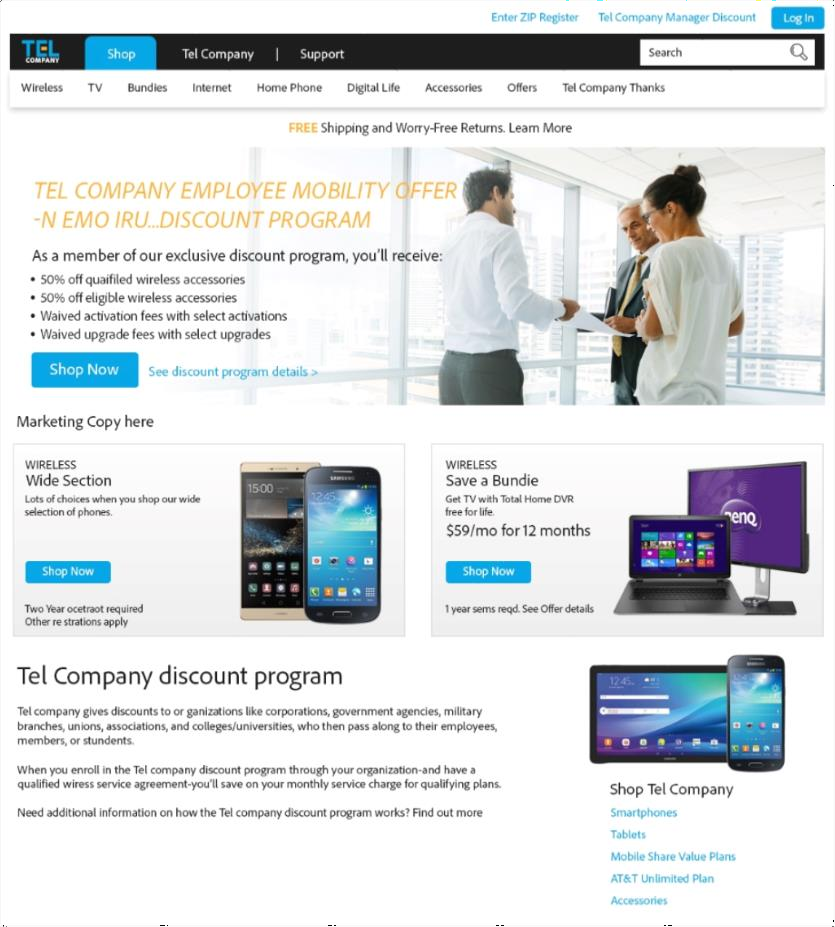 Enter ZIP Register
Tel Company Manager Discount
Log In
TEL
COMPANY
Shop
Tel Company
|
Support
Search
Wireless
TV
Bundies
Internet
Home Phone
Digital Life
Accessories
Offers
Tel Company Thanks
FREE Shipping and Worry-Free Returns. Learn More
TEL COMPANY EMPLOYEE MOBILITY OFFER
-N EMO IRU...DISCOUNT PROGRAM
As a member of our exclusive discount program, you'll receive:
• 50% off quaifiled wireless accessories
• 50% off eligible wireless accessories
• Waived activation fees with select activations
• Waived upgrade fees with select upgrades
Shop Now
See discount program details >
Marketing Copy here
WIRELESS
Wide Section
Lots of choices when you shop our wide
selection of phones.
Shop Now
Two Year ocetraot required
Other re strations apply
15:00
SAMSUNG
12:45
WIRELESS
Save a Bundie
Get TV with Total Home DVR
free for life.
$59/mo for 12 months
Shop Now
1 year sems reqd. See Offer details
BenQ
Tel Company discount program
Tel company gives discounts to or ganizations like corporations, government agencies, military
branches, unions, associations, and colleges/universities, who then pass along to their employees,
members, or stundents.
When you enroll in the Tel company discount program through your organization-and have a
qualified wiress service agreement-you'll save on your monthly service charge for qualifying plans.
Need additional information on how the Tel company discount program works? Find out more
12:45
SAMSUNG
12:45
Shop Tel Company
Smartphones
Tablets
Mobile Share Value Plans
AT&T Unlimited Plan
Accessories